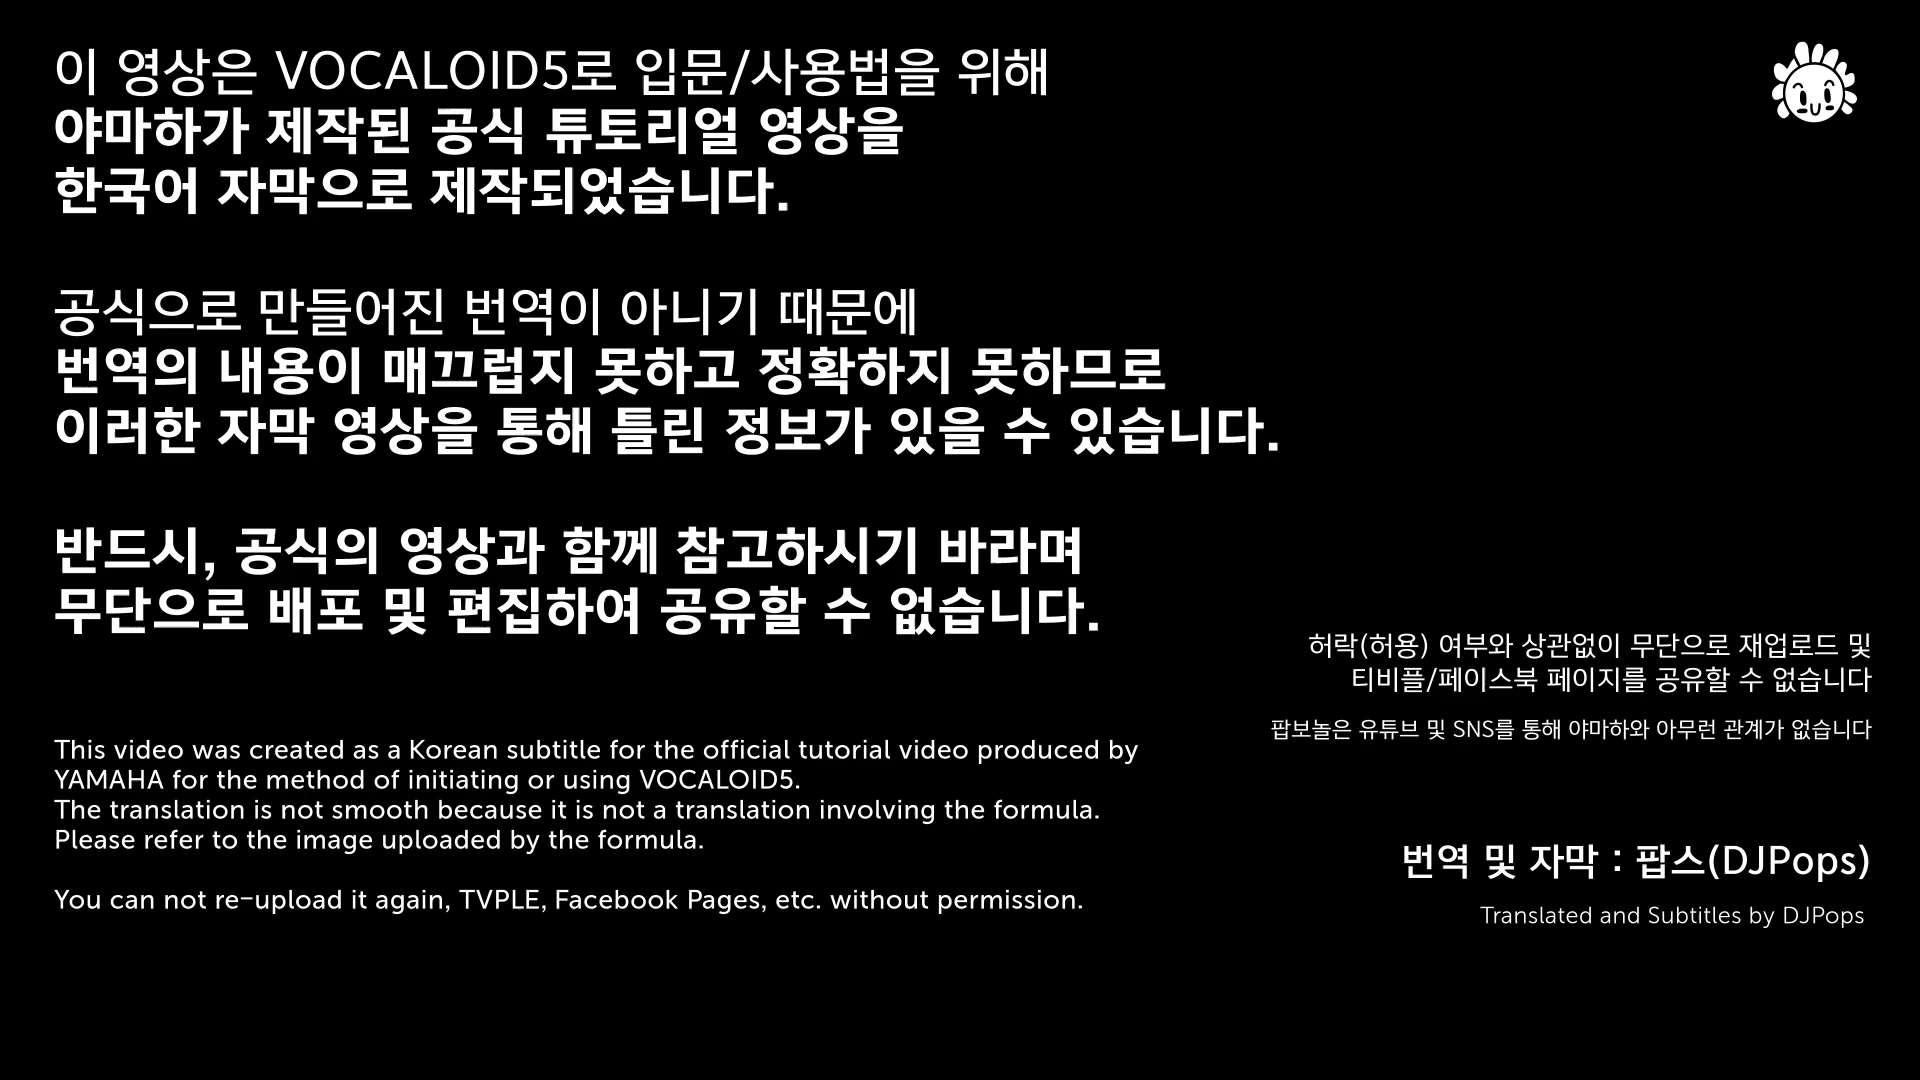 이 영상은 VOCALOID5로 입문/사용법을 위해
야마하가 제작된 공식 튜토리얼 영상을
한국어 자막으로 제작되었습니다.
공식으로 만들어진 번역이 아니기 때문에
번역의 내용이 매끄럽지 못하고 정확하지 못하므로
이러한 자막 영상을 통해 틀린 정보가 있을 수 있습니다.
반드시, 공식의 영상과 함께 참고하시기 바라며
무단으로 배포 및 편집하여 공유할 수 없습니다.
This video was created as a Korean subtitle for the official tutorial video produced by
YAMAHA for the method of initiating or using VOCALOID5.
The translation is not smooth because it is not a translation involving the formula.
Please refer to the image uploaded by the formula.
You can not re-upload it again, TVPLE, Facebook Pages, etc. without permission.
허락(허용) 여부와 상관없이 무단으로 재업로드 및
티비플/페이스북 페이지를 공유할 수 없습니다
팝보놀은 유튜브 및 SNS를 통해 야마하와 아무런 관계가 없습니다
번역 및 자막 : 팝스(DJPops)
Translated and Subtitles by DJPops